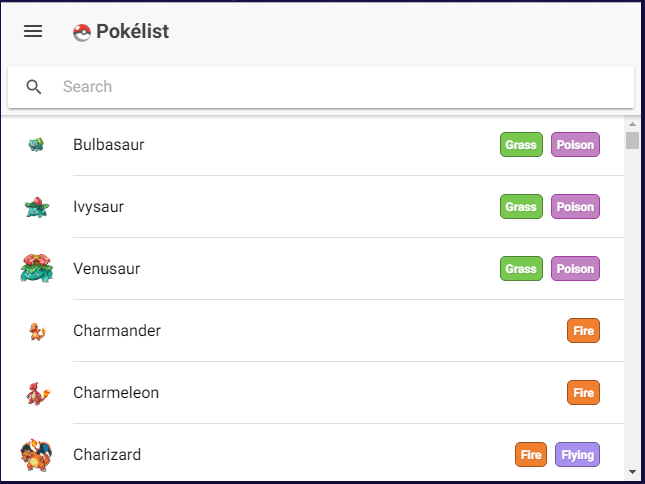 Pokélist
Search
Bulbasaur Grass Poison
Ivysaur Grass Poison
Venusaur Grass Poison
Charmander Fire
Charmeleon Fire
Charizard Fire Flying